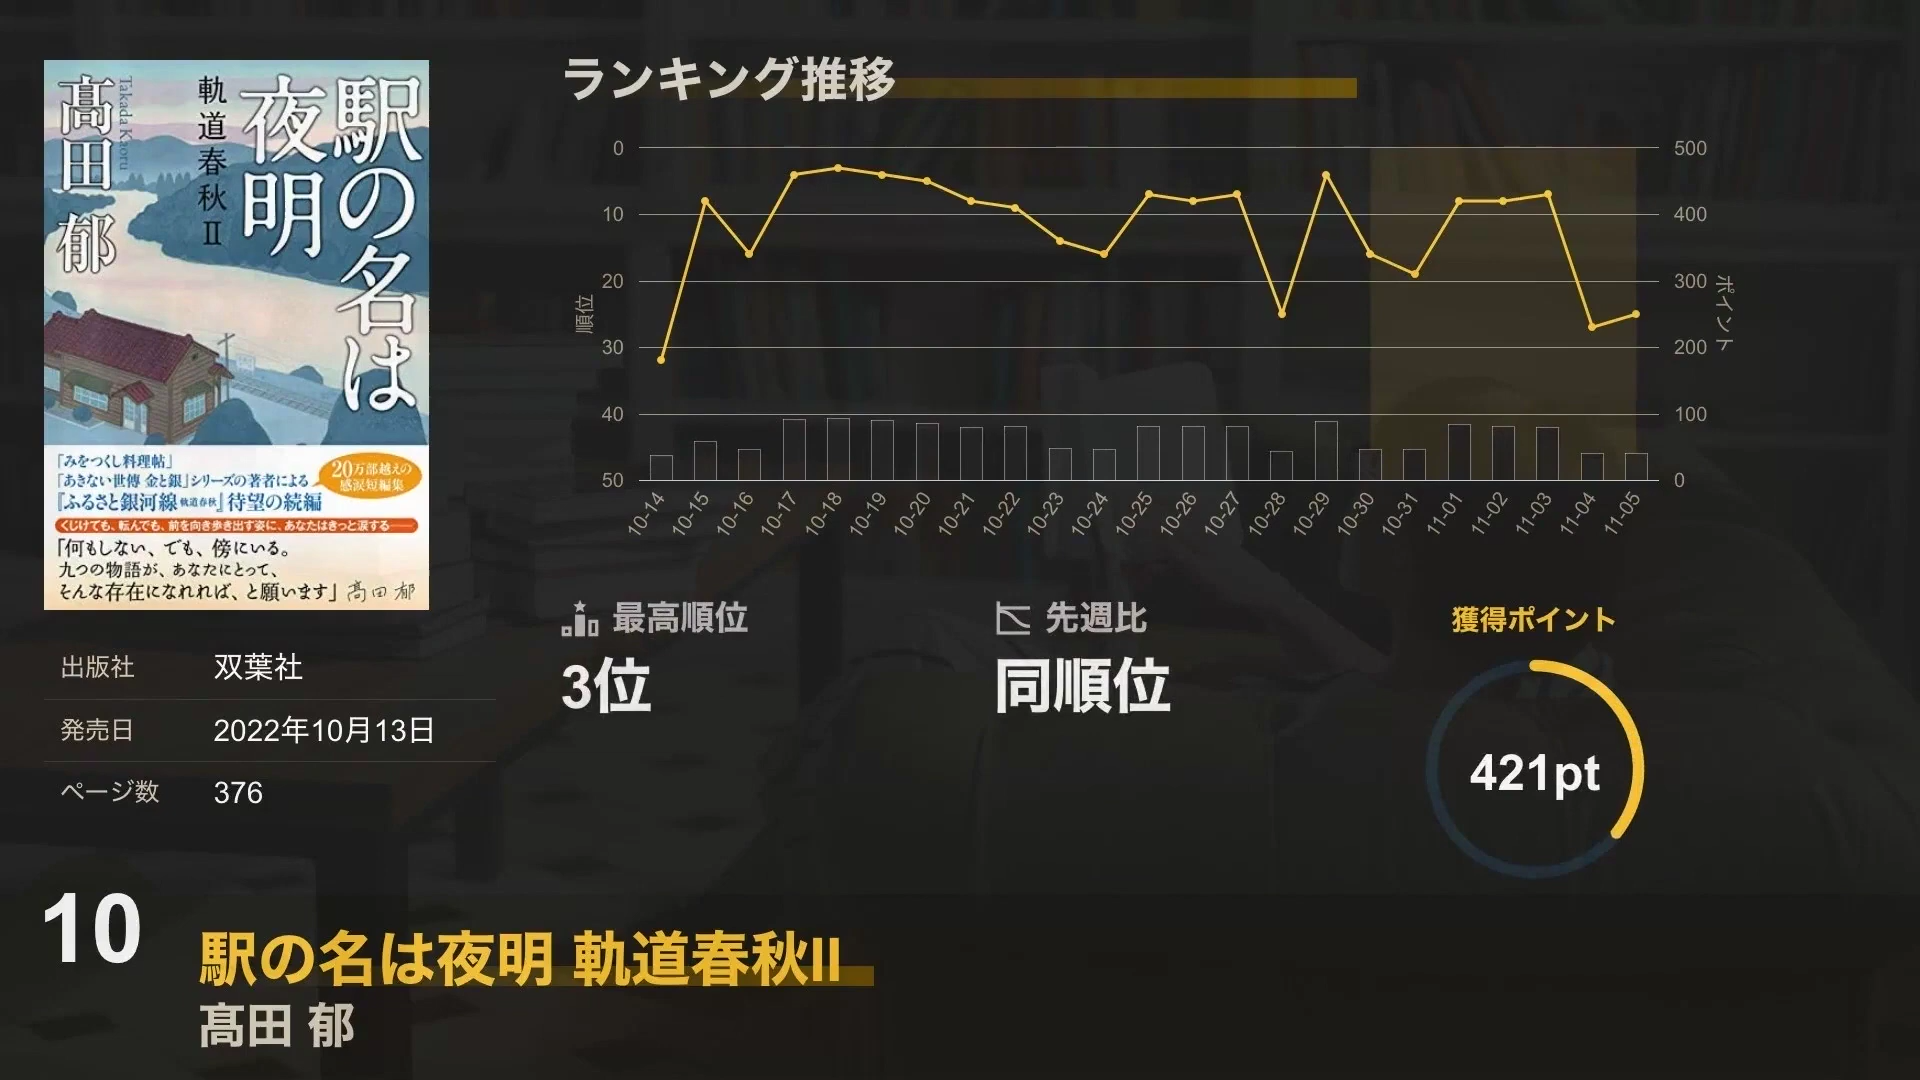 駅の名は
夜明
軌道春秋Ⅱ
Takada Kaoru
髙田 郁
「みをつくし料理帖」
「あきない世傳 金と銀」シリーズの著者による
『ふるさと銀河線 軌道春秋』待望の続編
20万部越えの
感涙短編集
くじけても、転んでも、前を向き歩き出す姿に、あなたはきっと涙する――
「何もしない、でも、傍にいる。
九つの物語が、あなたにとって、
そんな存在になれれば、と願います」髙田 郁
出版社 双葉社
発売日 2022年10月13日
ページ数 376
ランキング推移
順位
0
10
20
30
40
50
ポイント
500
400
300
200
100
0
10-14
10-15
10-16
10-17
10-18
10-19
10-20
10-21
10-22
10-23
10-24
10-25
10-26
10-27
10-28
10-29
10-30
10-31
11-01
11-02
11-03
11-04
11-05
最高順位
3位
先週比
同順位
獲得ポイント
421pt
10
駅の名は夜明 軌道春秋II
髙田 郁